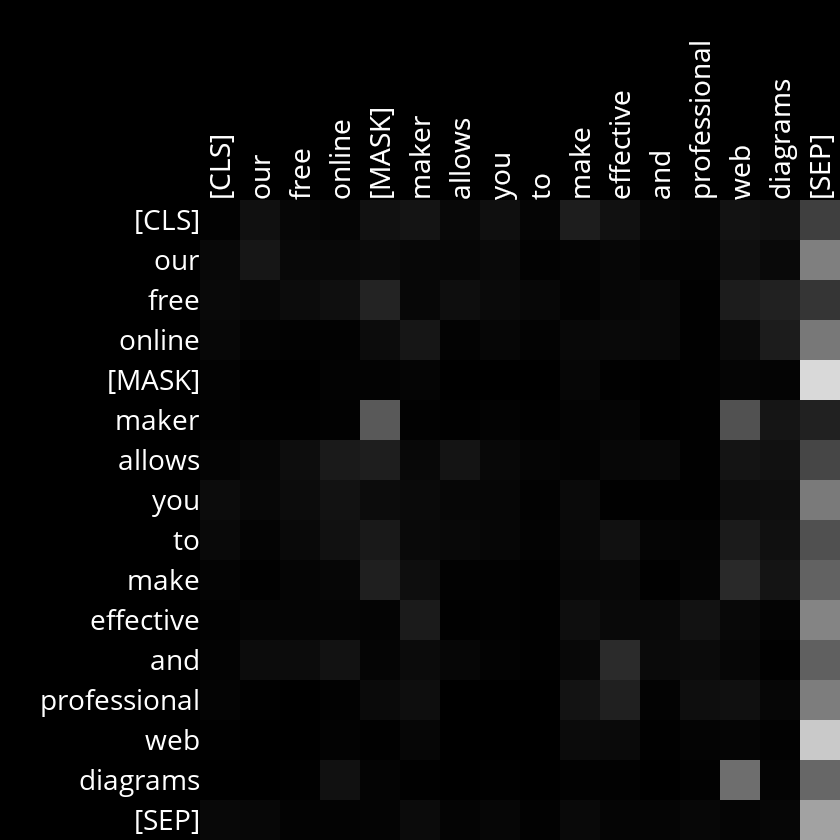 [CLS]
our
free
online
[MASK]
maker
allows
you
to
make
effective
and
professional
web
diagrams
[SEP]
[CLS]
our
free
online
[MASK]
maker
allows
you
to
make
effective
and
professional
web
diagrams
[SEP]